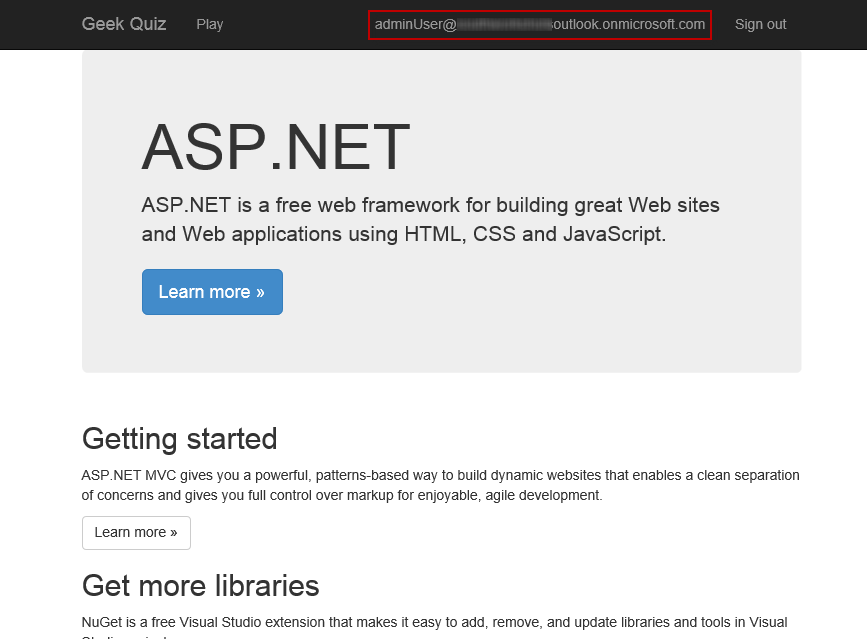 Geek Quiz Play adminUser@ outlook.onmicrosoft.com Sign out
ASP.NET
ASP.NET is a free web framework for building great Web sites
and Web applications using HTML, CSS and JavaScript.
Learn more »
Getting started
ASP.NET MVC gives you a powerful, patterns-based way to build dynamic websites that enables a clean separation
of concerns and gives you full control over markup for enjoyable, agile development.
Learn more »
Get more libraries
NuGet is a free Visual Studio extension that makes it easy to add, remove, and update libraries and tools in Visual